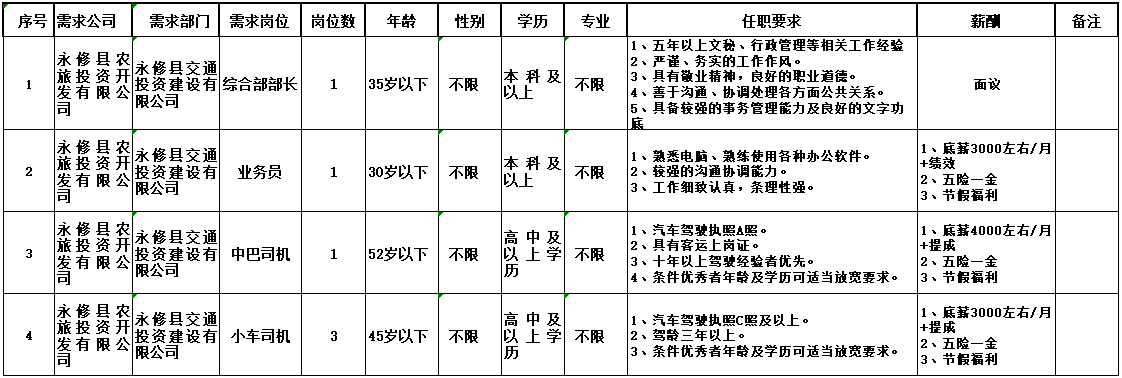 序号 需求公司 需求部门 需求岗位 岗位数 年龄 性别 学历 专业 任职要求 薪酬 备注
1
永修县农
旅投资开
发有限公
司
永修县交通
投资建设有
限公司
综合部部长
1
35岁以下
不限
本科及
以上
不限
1、五年以上文秘、行政管理等相关工作经验
2、严谨、务实的工作作风。
3、具有敬业精神，良好的职业道德。
4、善于沟通、协调处理各方面公共关系。
5、具备较强的事务管理能力及良好的文字功
底
面议
2
永修县农
旅投资开
发有限公
司
永修县交通
投资建设有
限公司
业务员
1
30岁以下
不限
本科及
以上
不限
1、熟悉电脑、熟练使用各种办公软件。
2、较强的沟通协调能力。
3、工作细致认真，条理性强。
1、底薪3000左右/月
+绩效
2、五险一金
3、节假福利
3
永修县农
旅投资开
发有限公
司
永修县交通
投资建设有
限公司
中巴司机
1
52岁以下
不限
高中及
以上学
历
不限
1、汽车驾驶执照A照。
2、具有客运上岗证。
3、十年以上驾驶经验者优先。
4、条件优秀者年龄及学历可适当放宽要求。
1、底薪4000左右/月
+提成
2、五险一金
3、节假福利
4
永修县农
旅投资开
发有限公
司
永修县交通
投资建设有
限公司
小车司机
3
45岁以下
不限
高中及
以上学
历
不限
1、汽车驾驶执照C照及以上。
2、驾龄三年以上。
3、条件优秀者年龄及学历可适当放宽要求。
1、底薪3000左右/月
+提成
2、五险一金
3、节假福利